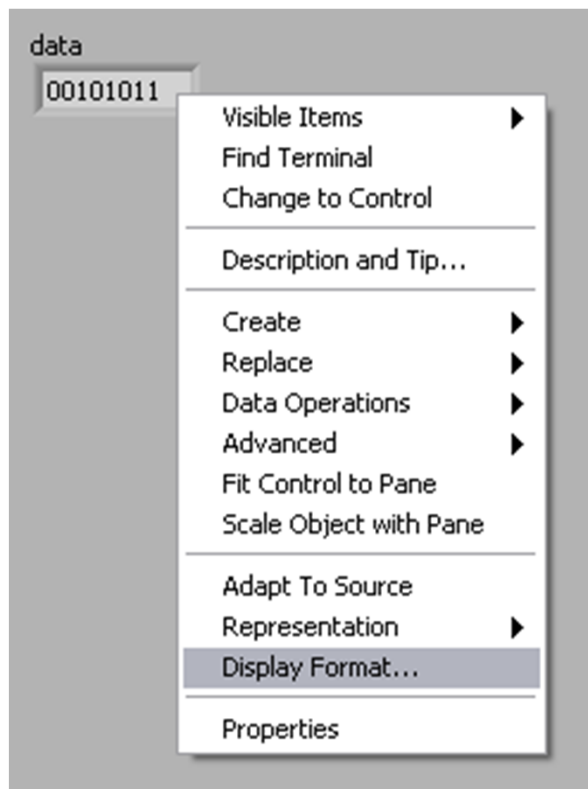 data
00101011
Visible Items
Find Terminal
Change to Control
Description and Tip...
Create
Replace
Data Operations
Advanced
Fit Control to Pane
Scale Object with Pane
Adapt To Source
Representation
Display Format...
Properties